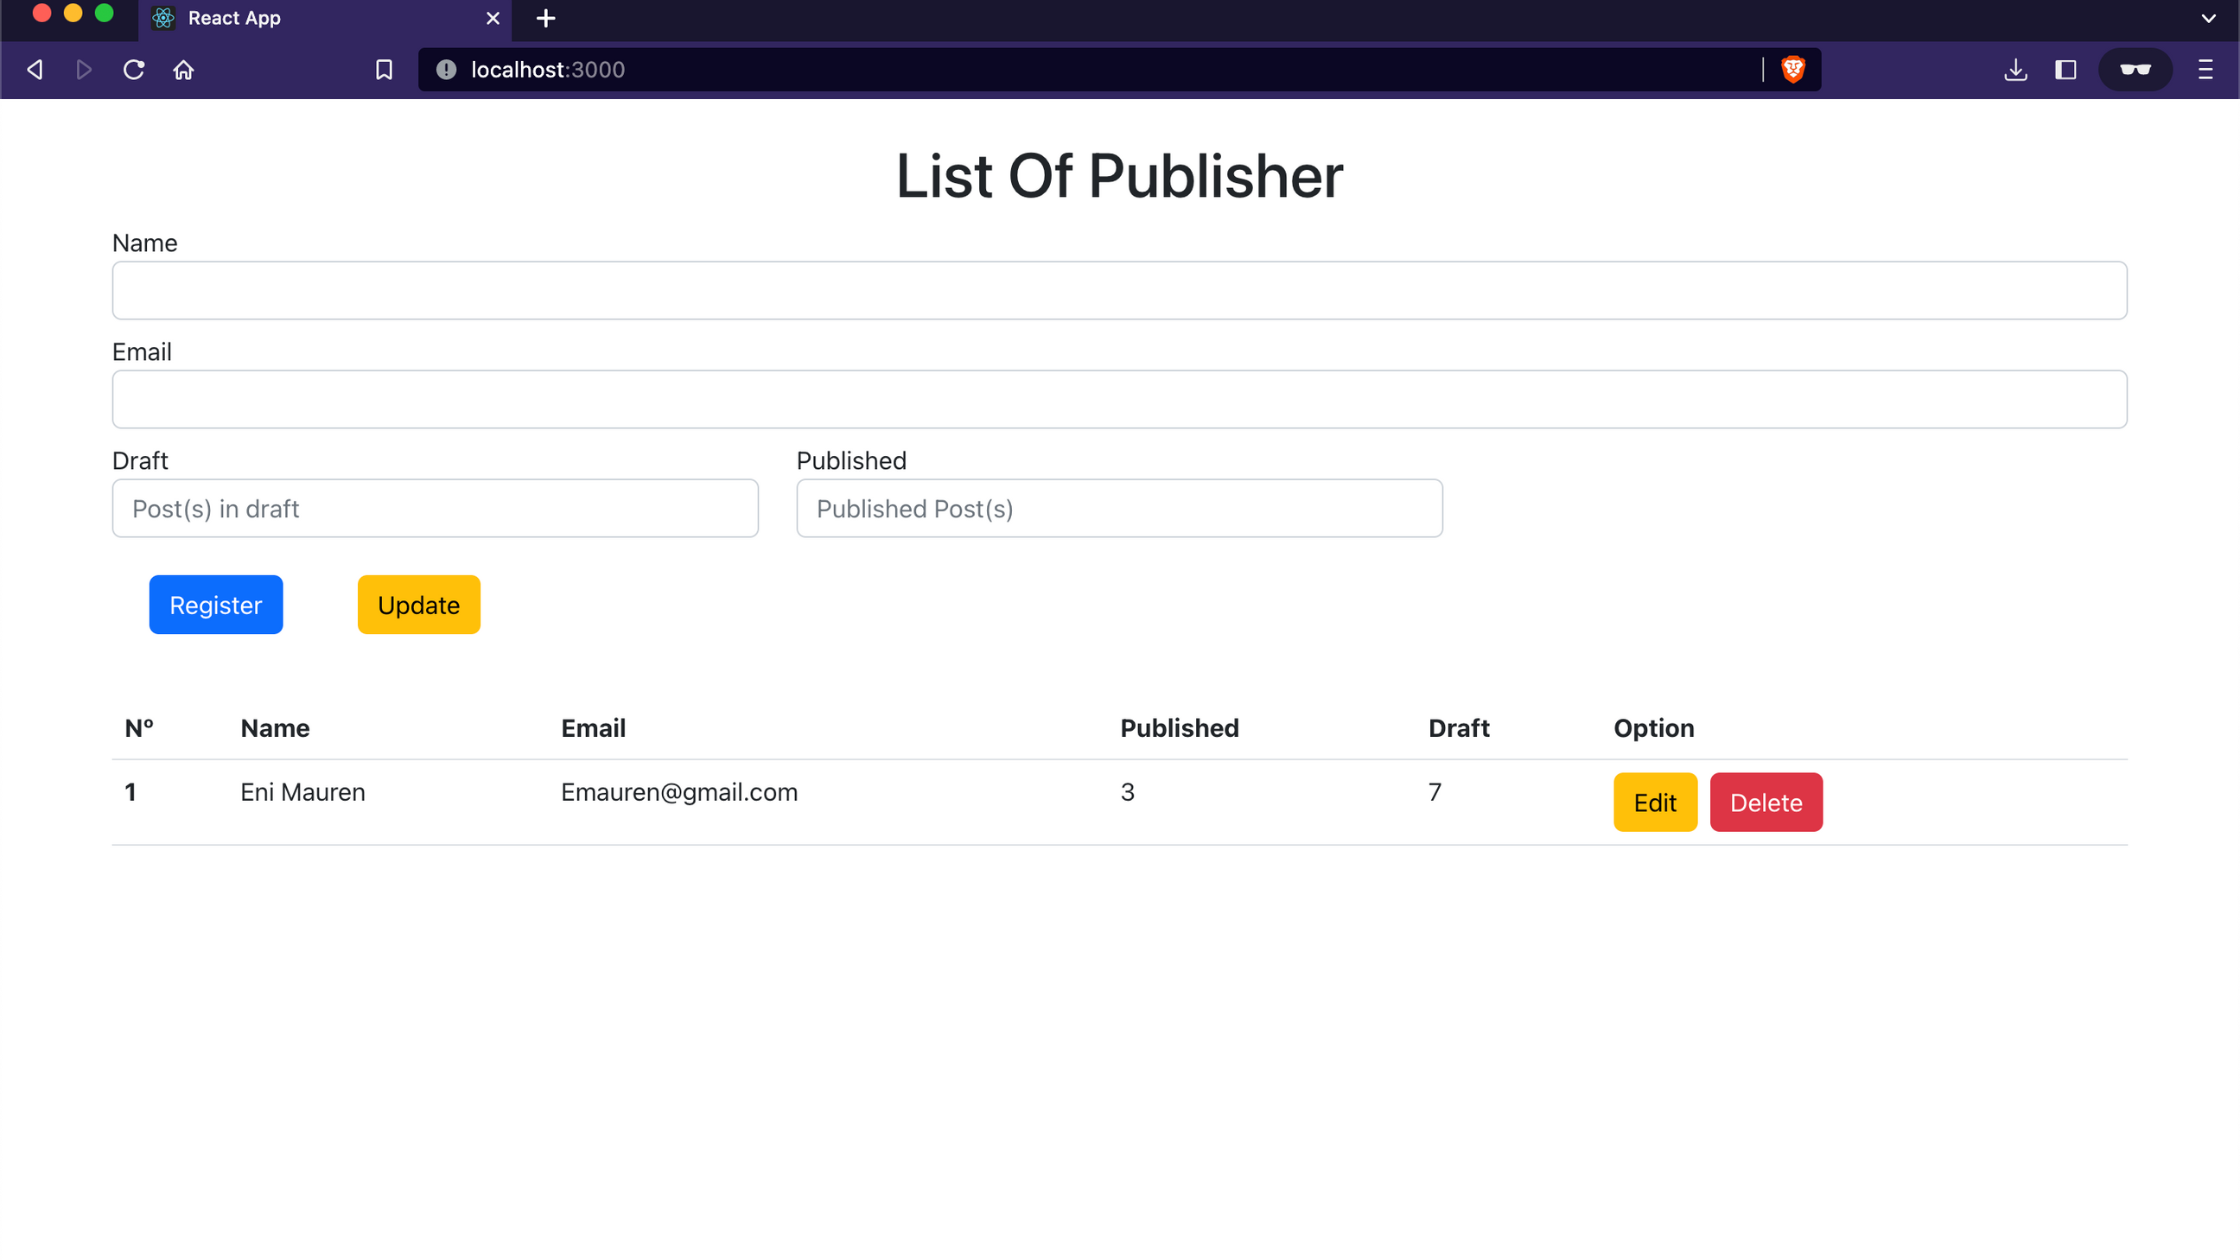 React App
localhost:3000
List Of Publisher
Name
Email
Draft Published
Post(s) in draft Published Post(s)
Register Update
Nº Name Email Published Draft Option
1 Eni Mauren Emauren@gmail.com 3 7 Edit Delete